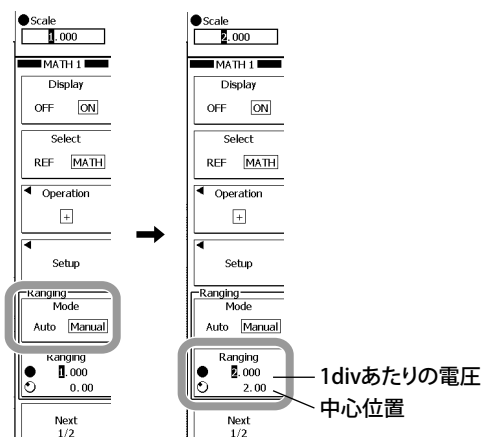 Scale
1.000
MATH 1
Display
OFF ON
Select
REF MATH
Operation
+
Setup
Ranging
Mode
Auto Manual
Ranging
1.000
0.00
Next
1/2
Scale
2.000
MATH 1
Display
OFF ON
Select
REF MATH
Operation
+
Setup
Ranging
Mode
Auto Manual
Ranging
2.000
2.00
Next
1/2
1divあたりの電圧
中心位置